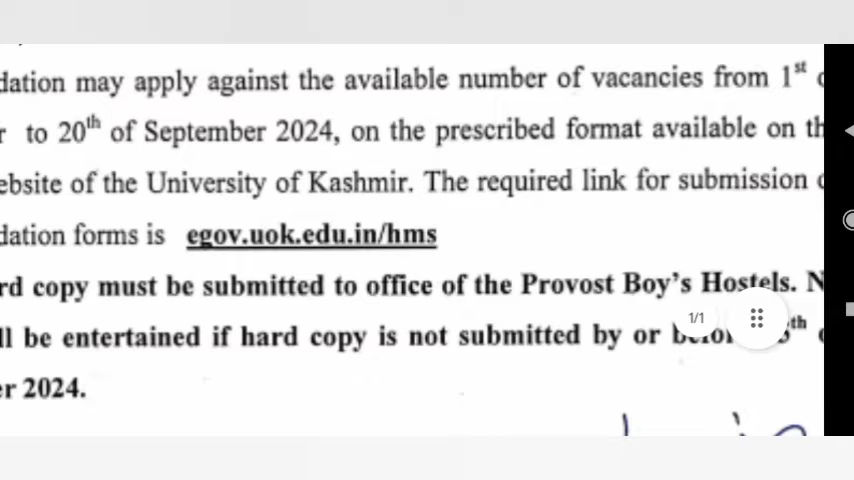 dation may apply against the available number of vacancies from 1st
r to 20th of September 2024, on the prescribed format available on th
ebsite of the University of Kashmir. The required link for submission
dation forms is egov.uok.edu.in/hms
rd copy must be submitted to office of the Provost Boy's Hostels. N
ll be entertained if hard copy is not submitted by or
er 2024.
1/1